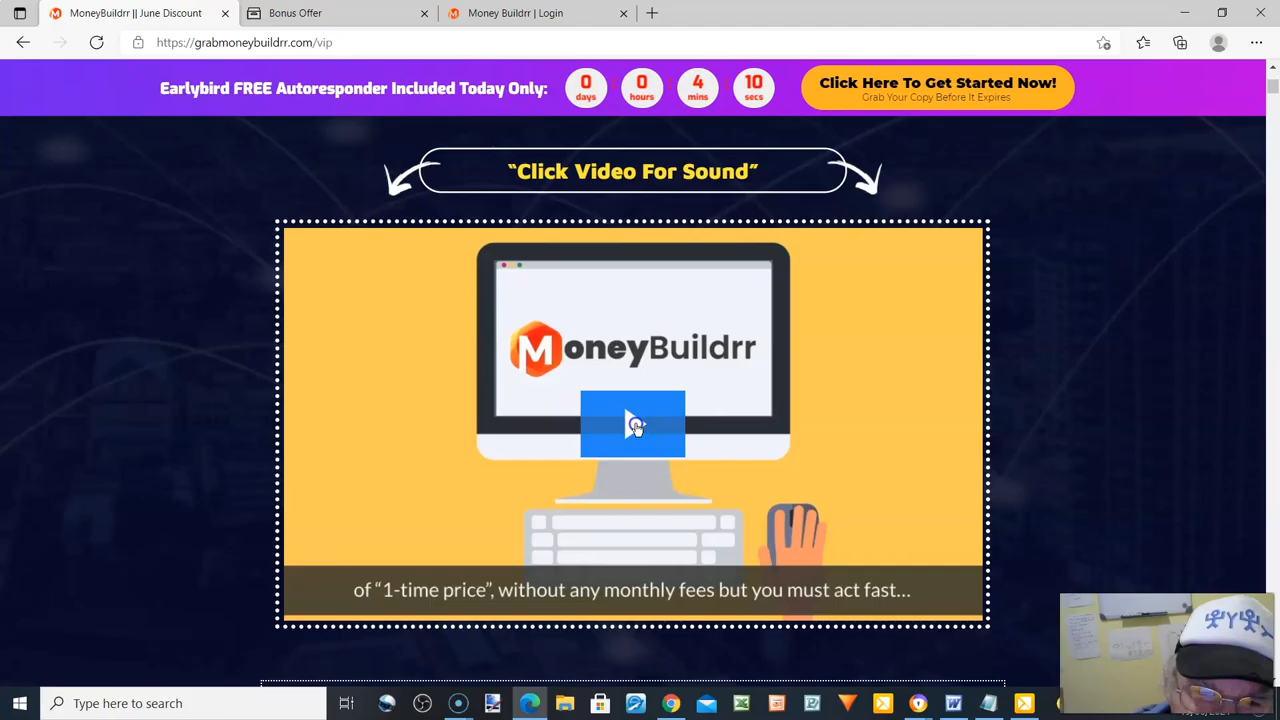 MoneyBuildrr || June Discount
Bonus Offer
Money Buildrr | Login
https://grabmoneybuildrr.com/vip
Earlybird FREE Autoresponder Included Today Only:
0 days
0 hours
4 mins
10 secs
Click Here To Get Started Now!
Grab Your Copy Before It Expires
“Click Video For Sound”
MoneyBuildrr
of “1-time price”, without any monthly fees but you must act fast...
Type here to search